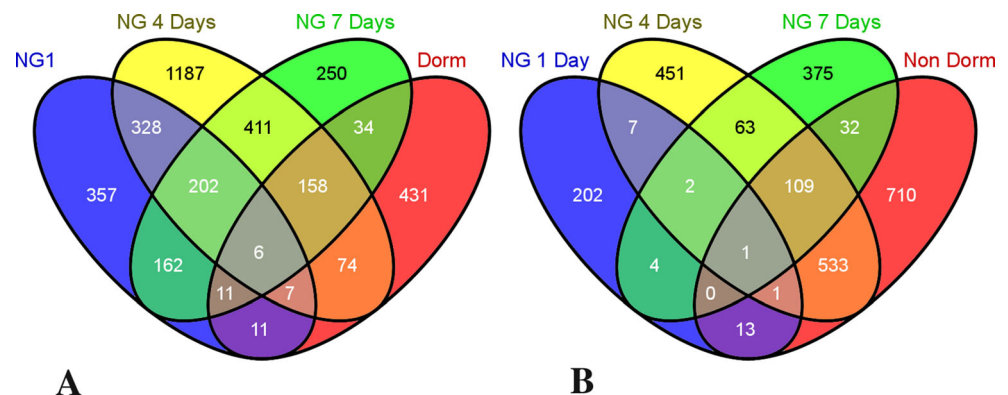 NG 4 Days NG 7 Days NG 4 Days NG 7 Days
NG1 Dorm NG 1 Day Non Dorm
1187 250 451 375
328 411 34 7 63 32
357 202 158 431 202 2 109 710
162 6 74 4 1 533
11 7 0 1
11 13
A B